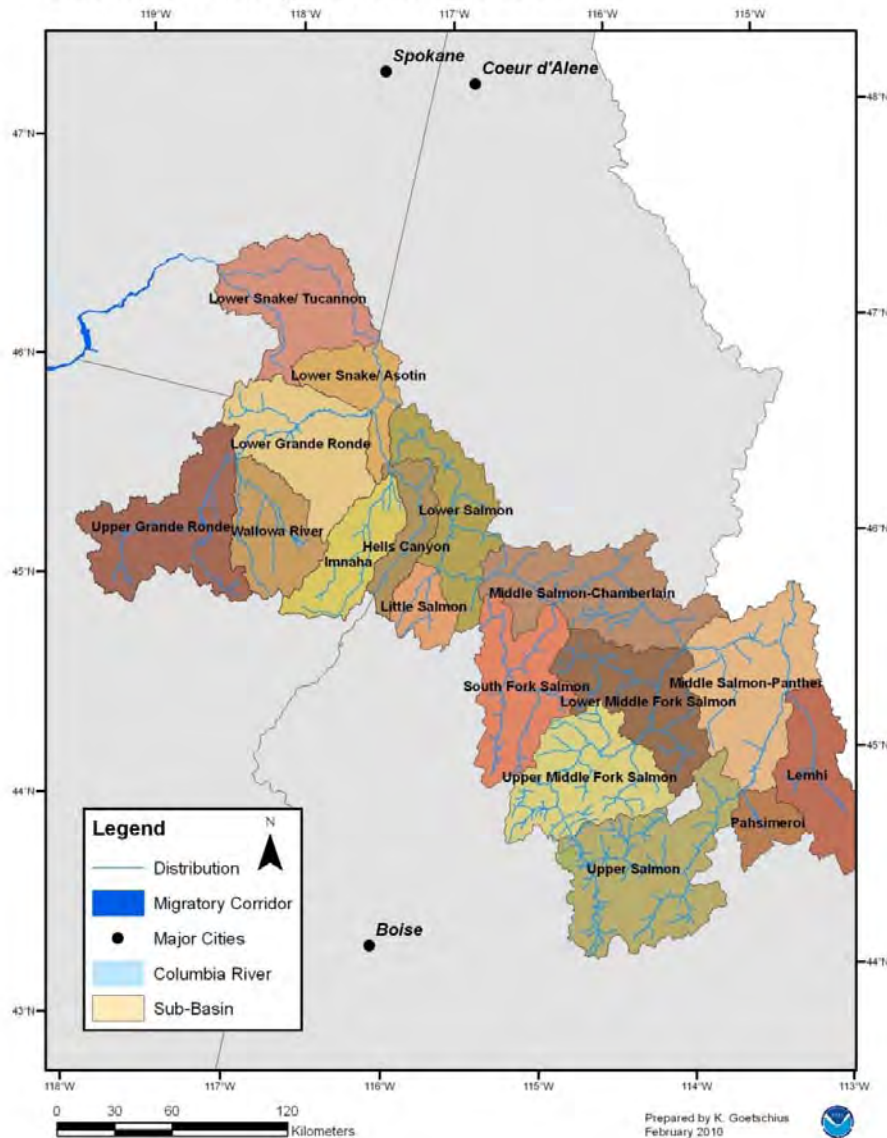 119°W 118°W 117°W 116°W 115°W
Spokane
Coeur d'Alene
48°N
47°N
47°N
Lower Snake/ Tucannon
46°N
Lower Snake/ Asotin
Lower Grande Ronde
Lower Salmon
46°N
Upper Grande Ronde
Wallowa River
Hells Canyon
Imnaha
45°N
Middle Salmon-Chamberlain
Little Salmon
South Fork Salmon
Middle Salmon-Panther
Lower Middle Fork Salmon
45°N
Upper Middle Fork Salmon
Lemhi
44°N
Pahsimeroi
Upper Salmon
Legend
N
Distribution
Migratory Corridor
Major Cities
Columbia River
Sub-Basin
Boise
44°N
43°N
118°W 117°W 116°W 115°W 114°W 113°W
0 30 60 120
Kilometers
Prepared by K. Goetschius
February 2010